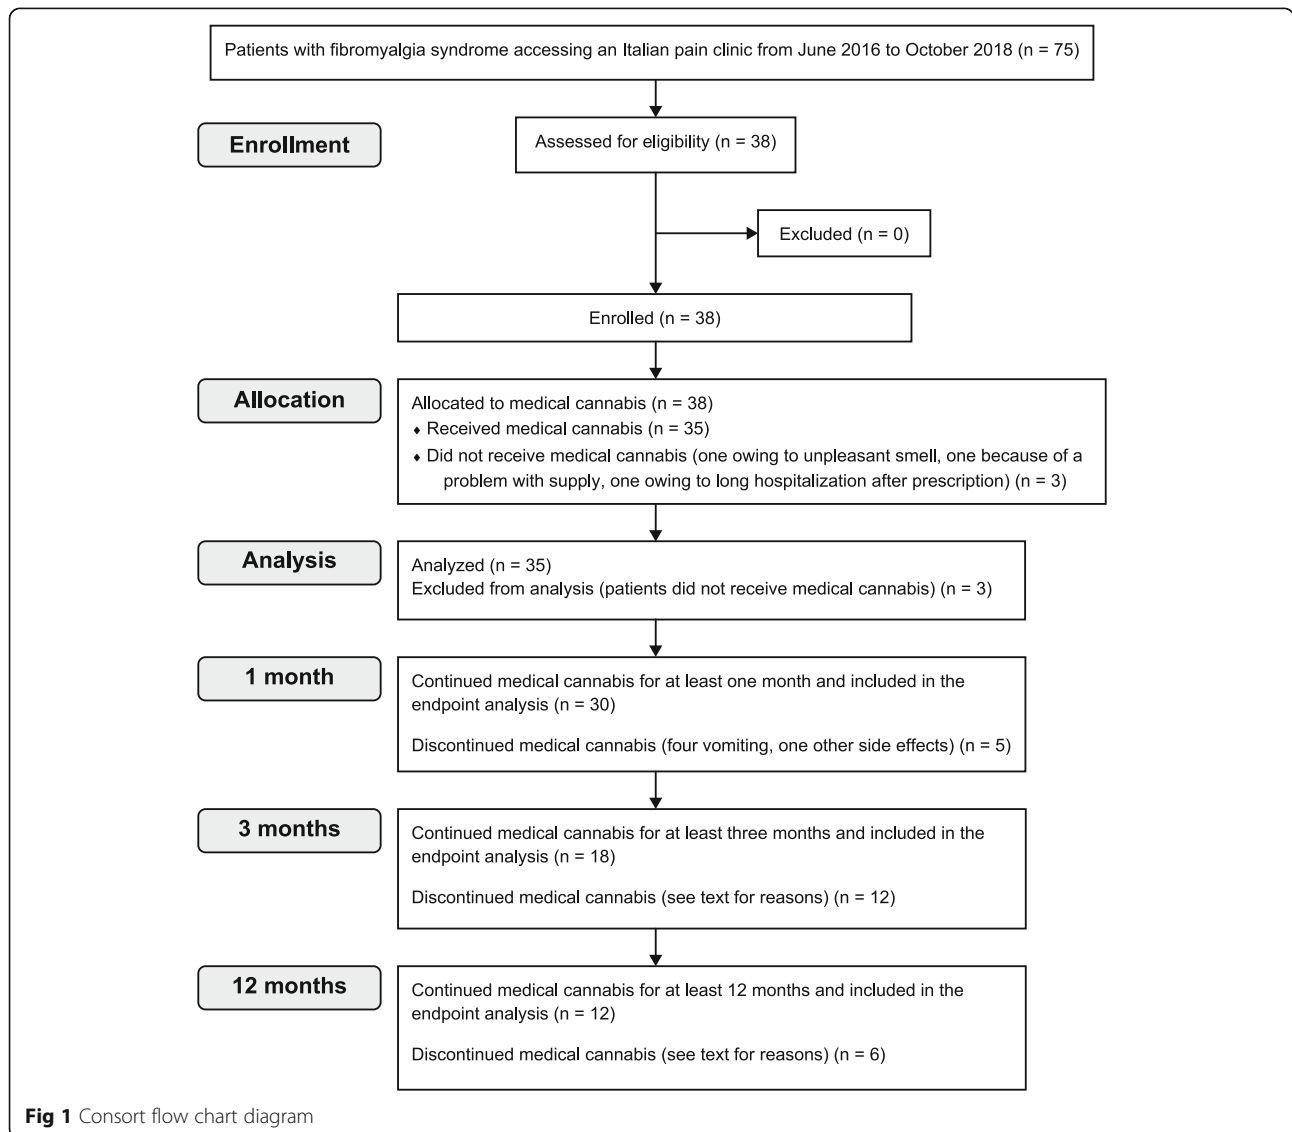 Patients with fibromyalgia syndrome accessing an Italian pain clinic from June 2016 to October 2018 (n = 75)
Enrollment
Assessed for eligibility (n = 38)
Excluded (n = 0)
Enrolled (n = 38)
Allocation
Allocated to medical cannabis (n = 38)
♦ Received medical cannabis (n = 35)
♦ Did not receive medical cannabis (one owing to unpleasant smell, one because of a
problem with supply, one owing to long hospitalization after prescription) (n = 3)
Analysis
Analyzed (n = 35)
Excluded from analysis (patients did not receive medical cannabis) (n = 3)
1 month
Continued medical cannabis for at least one month and included in the
endpoint analysis (n = 30)
Discontinued medical cannabis (four vomiting, one other side effects) (n = 5)
3 months
Continued medical cannabis for at least three months and included in the
endpoint analysis (n = 18)
Discontinued medical cannabis (see text for reasons) (n = 12)
12 months
Continued medical cannabis for at least 12 months and included in the
endpoint analysis (n = 12)
Discontinued medical cannabis (see text for reasons) (n = 6)
Fig 1 Consort flow chart diagram